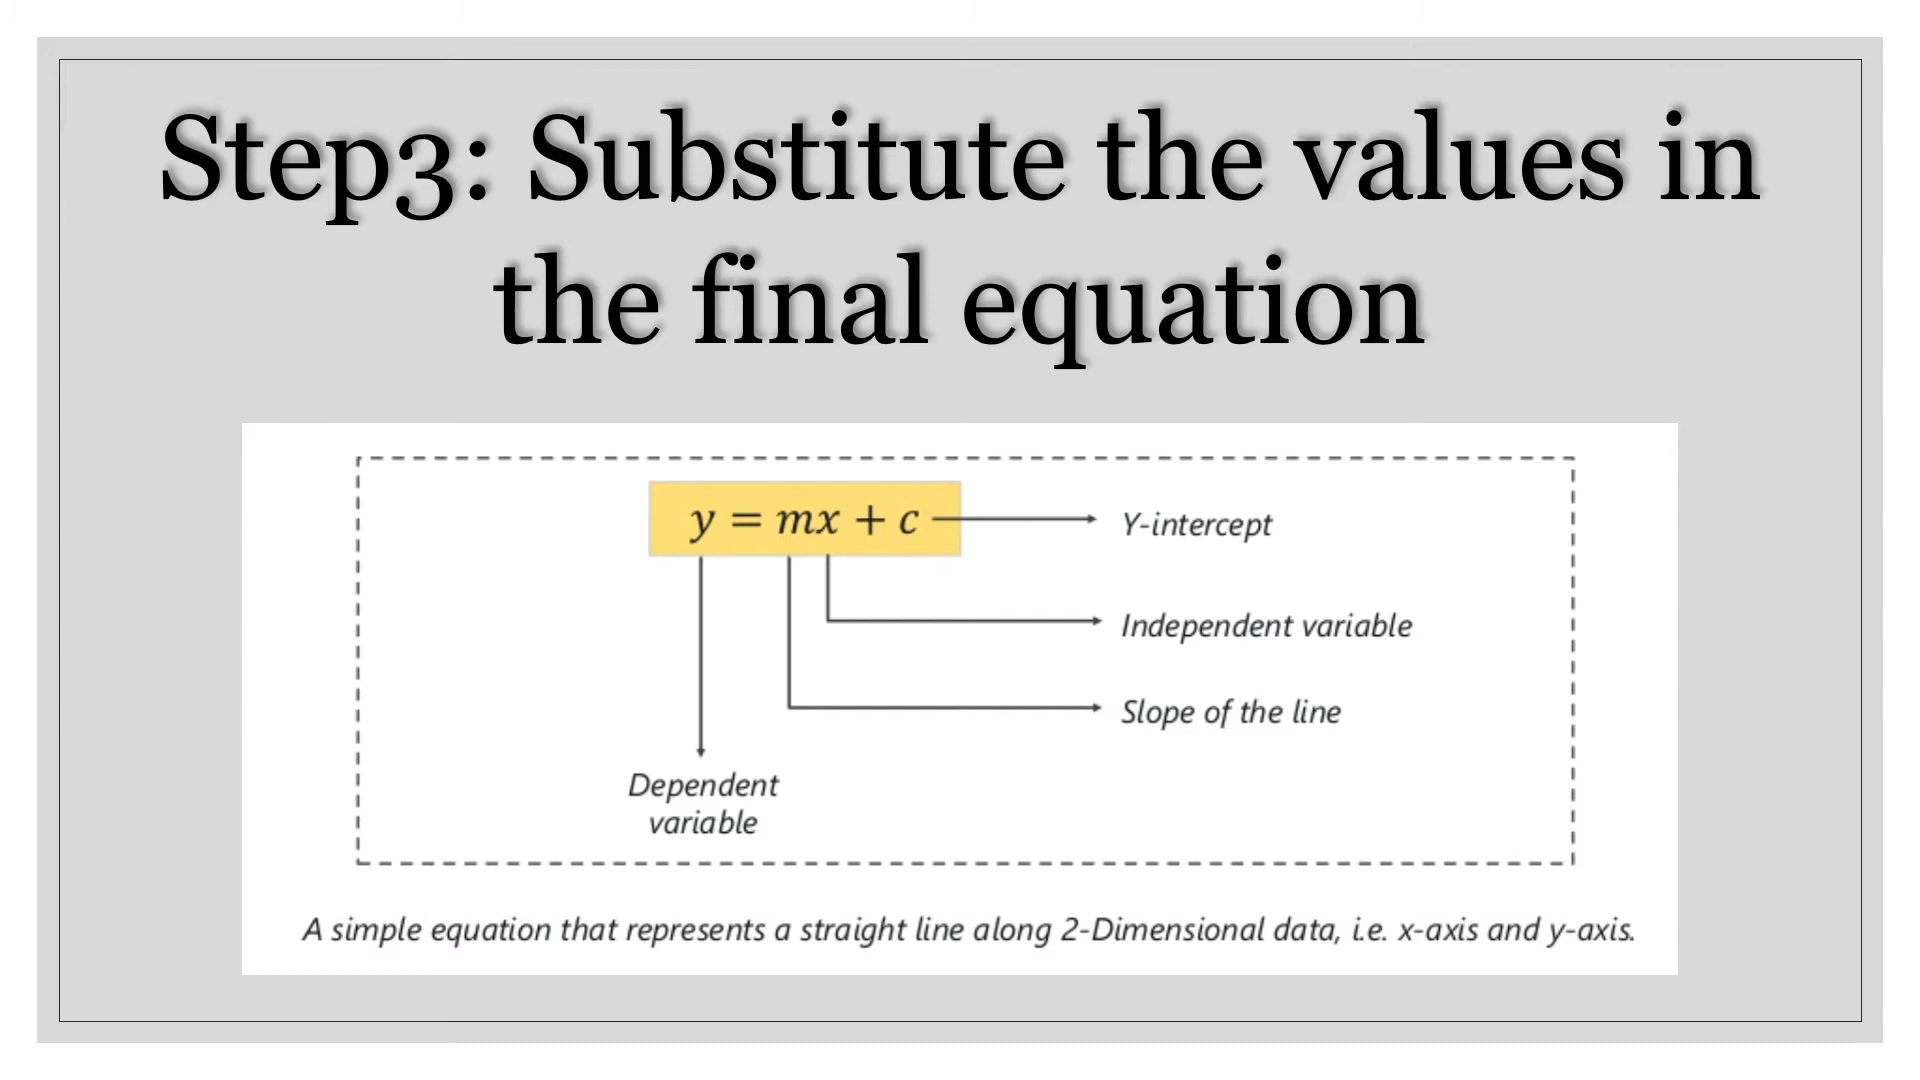 Step3: Substitute the values in
the final equation
y = mx + c
Y-intercept
Independent variable
Slope of the line
Dependent
variable
A simple equation that represents a straight line along 2-Dimensional data, i.e. x-axis and y-axis.